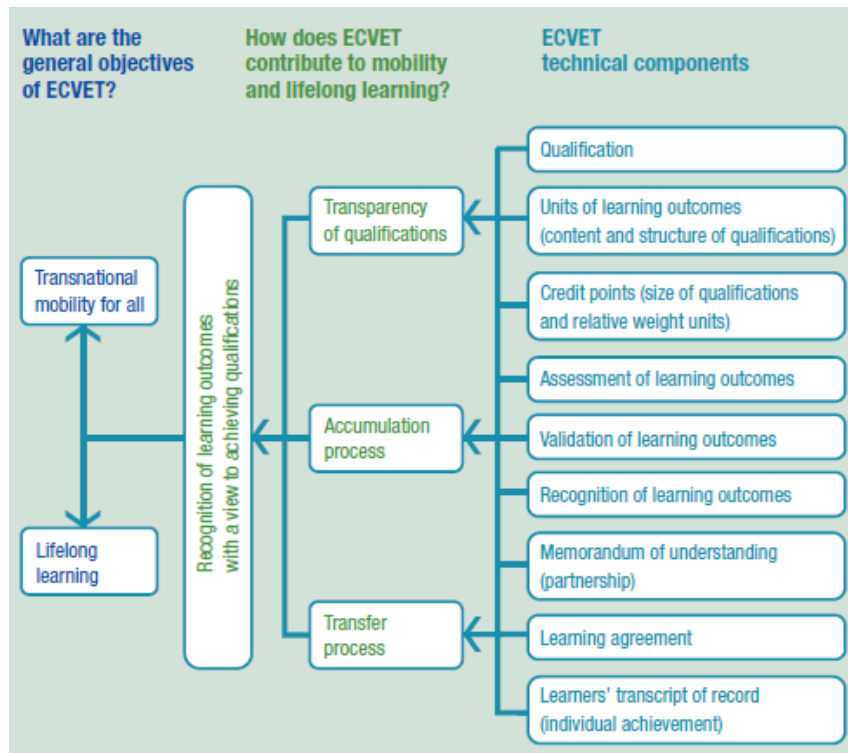 What are the
general objectives
of ECVET?
How does ECVET
contribute to mobility
and lifelong learning?
ECVET
technical components
Transnational
mobility for all
Lifelong
learning
Recognition of learning outcomes
with a view to achieving qualifications
Transparency
of qualifications
Accumulation
process
Transfer
process
Qualification
Units of learning outcomes
(content and structure of qualifications)
Credit points (size of qualifications
and relative weight units)
Assessment of learning outcomes
Validation of learning outcomes
Recognition of learning outcomes
Memorandum of understanding
(partnership)
Learning agreement
Learners’ transcript of record
(individual achievement)